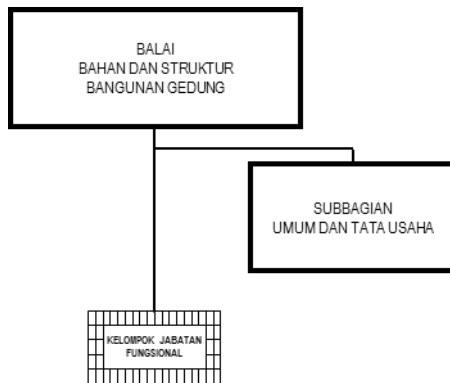 BALAI
BAHAN DAN STRUKTUR
BANGUNAN GEDUNG
SUBBAGIAN
UMUM DAN TATA USAHA
KELOMPOK JABATAN
FUNGSIONAL